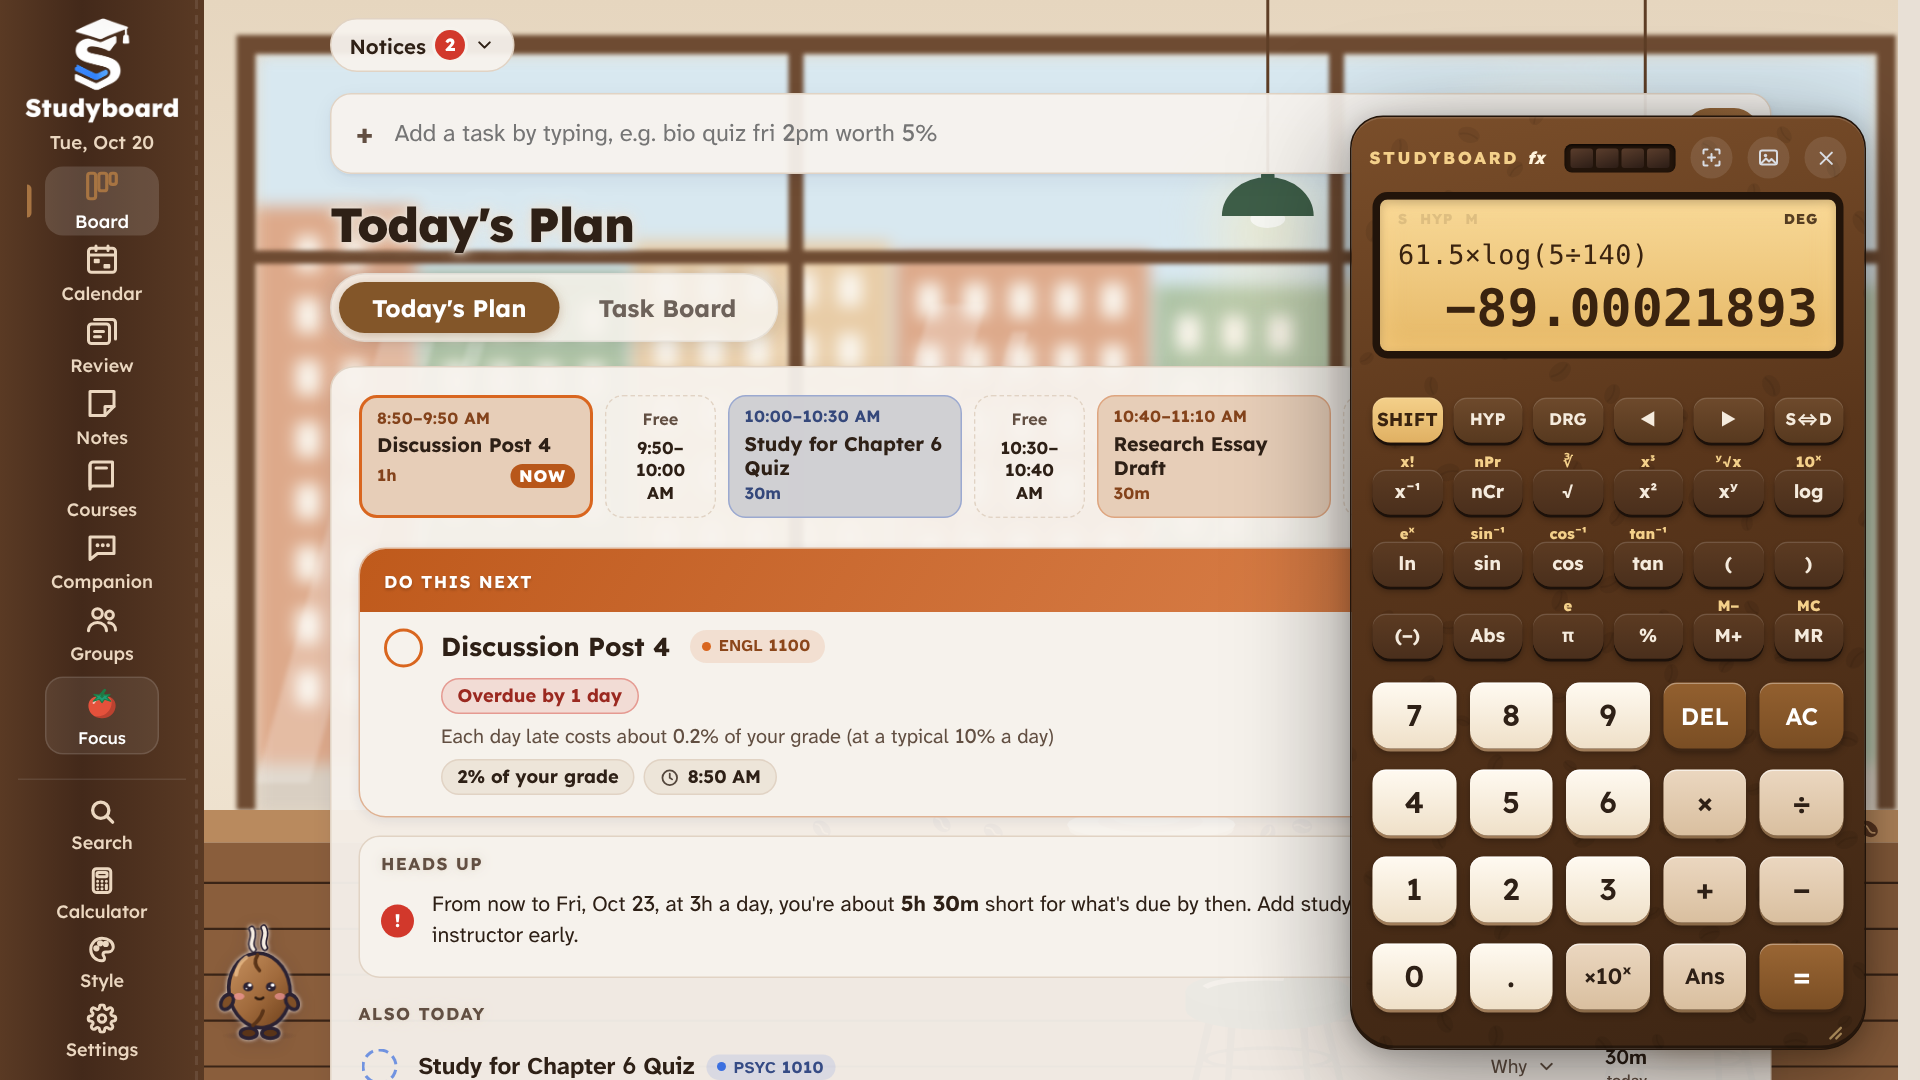 Studyboard
Tue, Oct 20
Board
Calendar
Review
Notes
Courses
Companion
Groups
Focus
Search
Calculator
Style
Settings
Notices 2
+ Add a task by typing, e.g. bio quiz fri 2pm worth 5%
Today's Plan
Today's Plan
Task Board
8:50–9:50 AM
Discussion Post 4
1h
NOW
Free
9:50–
10:00
AM
10:00–10:30 AM
Study for Chapter 6
Quiz
30m
Free
10:30–
10:40
AM
10:40–11:10 AM
Research Essay
Draft
30m
DO THIS NEXT
Discussion Post 4
ENGL 1100
Overdue by 1 day
Each day late costs about 0.2% of your grade (at a typical 10% a day)
2% of your grade
8:50 AM
HEADS UP
From now to Fri, Oct 23, at 3h a day, you're about 5h 30m short for what's due by then. Add study
instructor early.
ALSO TODAY
Study for Chapter 6 Quiz
PSYC 1010
Why
30m
STUDYBOARD fx
S HYP M
DEG
61.5×log(5÷140)
−89.00021893
SHIFT HYP DRG ◀ ▶ S⇔D
x! nPr ∛ x³ ʸ√x 10ˣ
x⁻¹ nCr √ x² xʸ log
eˣ sin⁻¹ cos⁻¹ tan⁻¹
ln sin cos tan ( )
e M− MC
(−) Abs π % M+ MR
7 8 9 DEL AC
4 5 6 × ÷
1 2 3 + −
0 . ×10ˣ Ans =